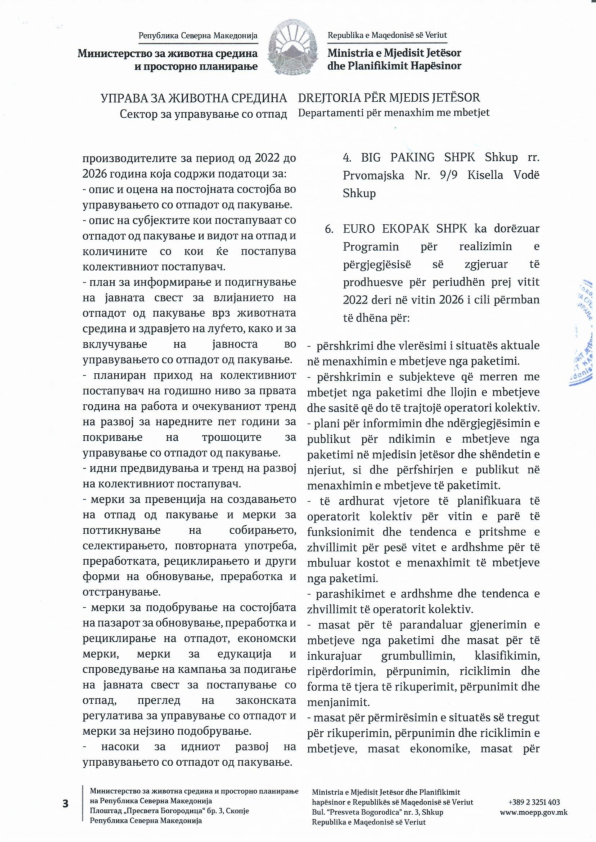 Република Северна Македонија
Министерство за животна средина
и просторно планирање
Republika e Maqedonisë së Veriut
Ministria e Mjedisit Jetësor
dhe Planifikimit Hapësinor
УПРАВА ЗА ЖИВОТНА СРЕДИНА
Сектор за управување со отпад
DREJTORIA PËR MJEDIS JETËSOR
Departamenti për menaxhim me mbetjet
производителите за период од 2022 до
2026 година која содржи податоци за:
- опис и оцена на постојната состојба во
управувањето со отпадот од пакување.
- опис на субјектите кои постапуваат со
отпадот од пакување и видот на отпад и
количините со кои ќе постапува
колективниот постапувач.
- план за информирање и подигнување
на јавната свест за влијанието на
отпадот од пакување врз животната
средина и здравјето на луѓето, како и за
вклучување на јавноста во
управувањето со отпадот од пакување.
- планиран приход на колективниот
постапувач на годишно ниво за првата
година на работа и очекуваниот тренд
на развој за наредните пет години за
покривање на трошоците за
управување со отпадот од пакување.
- идни предвидувања и тренд на развој
на колективниот постапувач.
- мерки за превенција на создавањето
на отпад од пакување и мерки за
поттикнување на собирањето,
селектирањето, повторната употреба,
преработката, рециклирањето и други
форми на обновување, преработка и
отстранување.
- мерки за подобрување на состојбата
на пазарот за обновување, преработка и
рециклирање на отпадот, економски
мерки, мерки за едукација и
спроведување на кампања за подигање
на јавната свест за постапување со
отпад, преглед на законската
регулатива за управување со отпадот и
мерки за нејзино подобрување.
- насоки за идниот развој на
управувањето со отпадот од пакување.
4. BIG PAKING SHPK Shkup rr.
Prvomajska Nr. 9/9 Kisella Vodë
Shkup
6. EURO EKOPAK SHPK ka dorëzuar
Programin për realizimin e
përgjegjësisë së zgjeruar të
prodhuesve për periudhën prej vitit
2022 deri në vitin 2026 i cili përmban
të dhëna për:
- përshkrimi dhe vlerësimi i situatës aktuale
në menaxhimin e mbetjeve nga paketimi.
- përshkrimin e subjekteve që merren me
mbetjet nga paketimi dhe llojin e mbetjeve
dhe sasitë që do të trajtojë operatori kolektiv.
- plani për informimin dhe ndërgjegjësimin e
publikut për ndikimin e mbetjeve nga
paketimi në mjedisin jetësor dhe shëndetin e
njeriut, si dhe përfshirjen e publikut në
menaxhimin e mbetjeve të paketimit.
- të ardhurat vjetore të planifikuara të
operatorit kolektiv për vitin e parë të
funksionimit dhe tendenca e pritshme e
zhvillimit për pesë vitet e ardhshme për të
mbuluar kostot e menaxhimit të mbetjeve
nga paketimi.
- parashikimet e ardhshme dhe tendenca e
zhvillimit të operatorit kolektiv.
- masat për të parandaluar gjenerimin e
mbetjeve nga paketimi dhe masat për të
inkurajuar grumbullimin, klasifikimin,
ripërdorimin, përpunim, riciklimin dhe
forma të tjera të rikuperimit, përpunimit dhe
menjanimit.
- masat për përmirësimin e situatës së tregut
për rikuperimin, përpunim dhe riciklimin e
mbetjeve, masat ekonomike, masat për
3
Министерство за животна средина и просторно планирање
на Република Северна Македонија
Плоштад „Пресвета Богородица“ бр. 3, Скопје
Република Северна Македонија
Ministria e Mjedisit Jetësor dhe Planifikimit
hapësinor e Republikës së Maqedonisë së Veriut
Bul. "Presveta Bogorodica" nr. 3, Shkup
Republika e Maqedonisë së Veriut
+389 2 3251 403
www.moepp.gov.mk